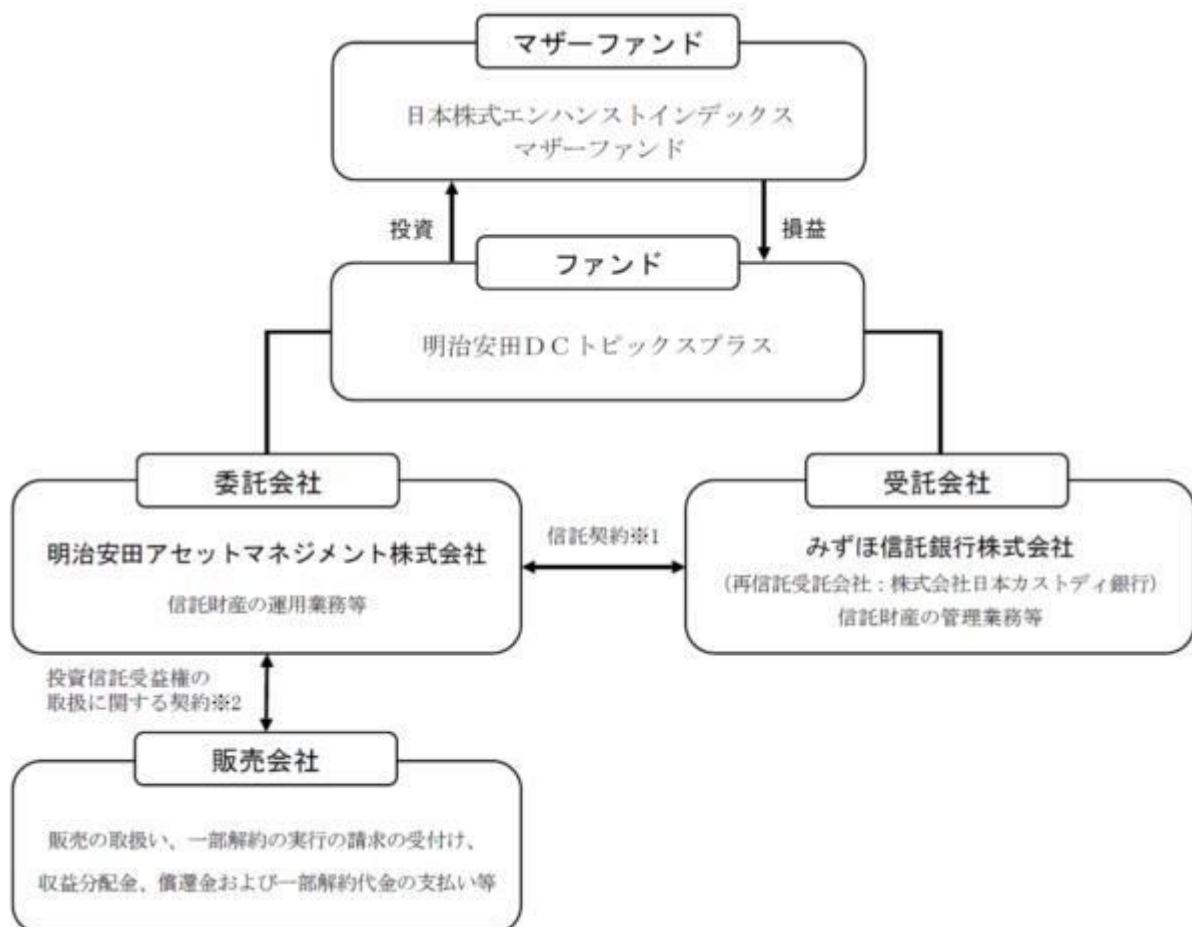 マザーファンド
日本株式エンハンストインデックス
マザーファンド
投資
損益
ファンド
明治安田DCトピックスプラス
委託会社
明治安田アセットマネジメント株式会社
信託財産の運用業務等
信託契約※1
受託会社
みずほ信託銀行株式会社
(再信託受託会社:株式会社日本カストディ銀行)
信託財産の管理業務等
投資信託受益権の
取扱に関する契約※2
販売会社
販売の取扱い、一部解約の実行の請求の受付け、
収益分配金、償還金および一部解約代金の支払い等